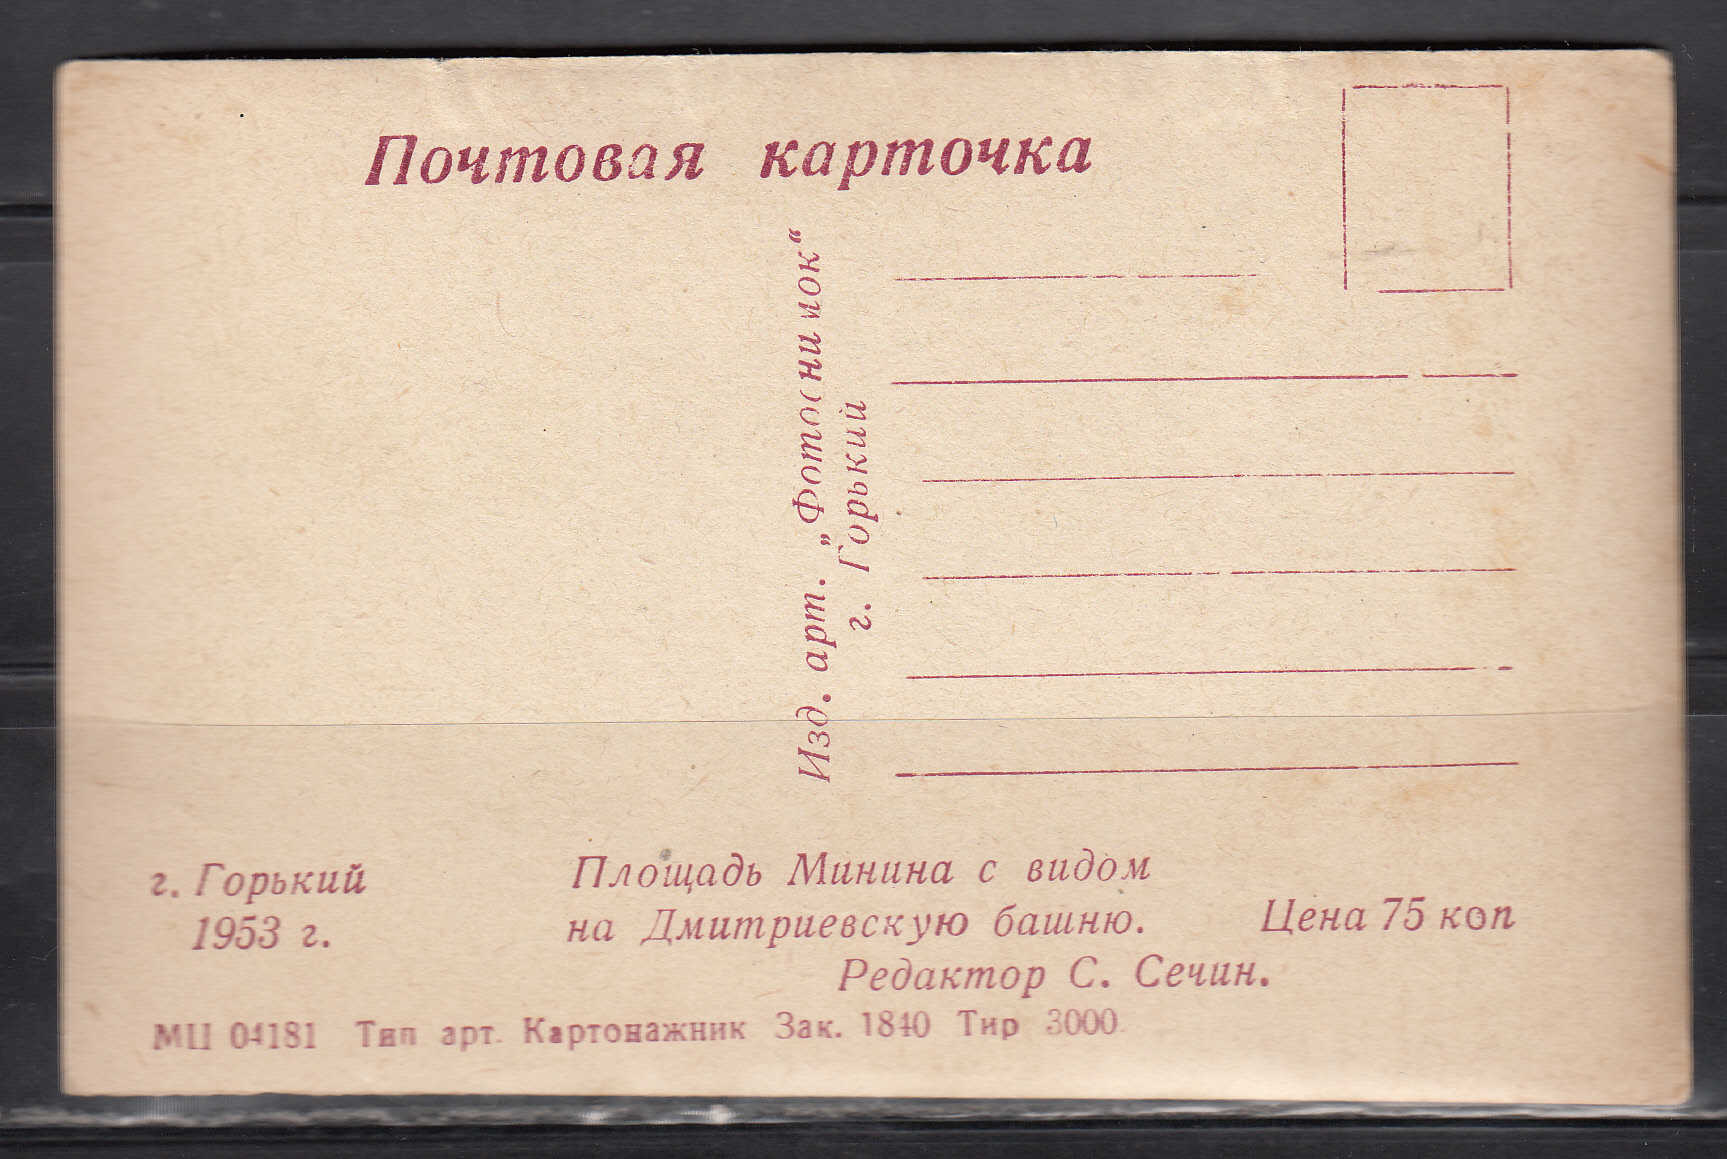 Почтовая карточка
Изд. арт. „Фотоснимок“
г. Горький
г. Горький
1953 г.
Площадь Минина с видом
на Дмитриевскую башню.
Цена 75 коп
Редактор С. Сечин.
МЦ 04181 Тип арт. Картонажник Зак. 1840 Тир 3000